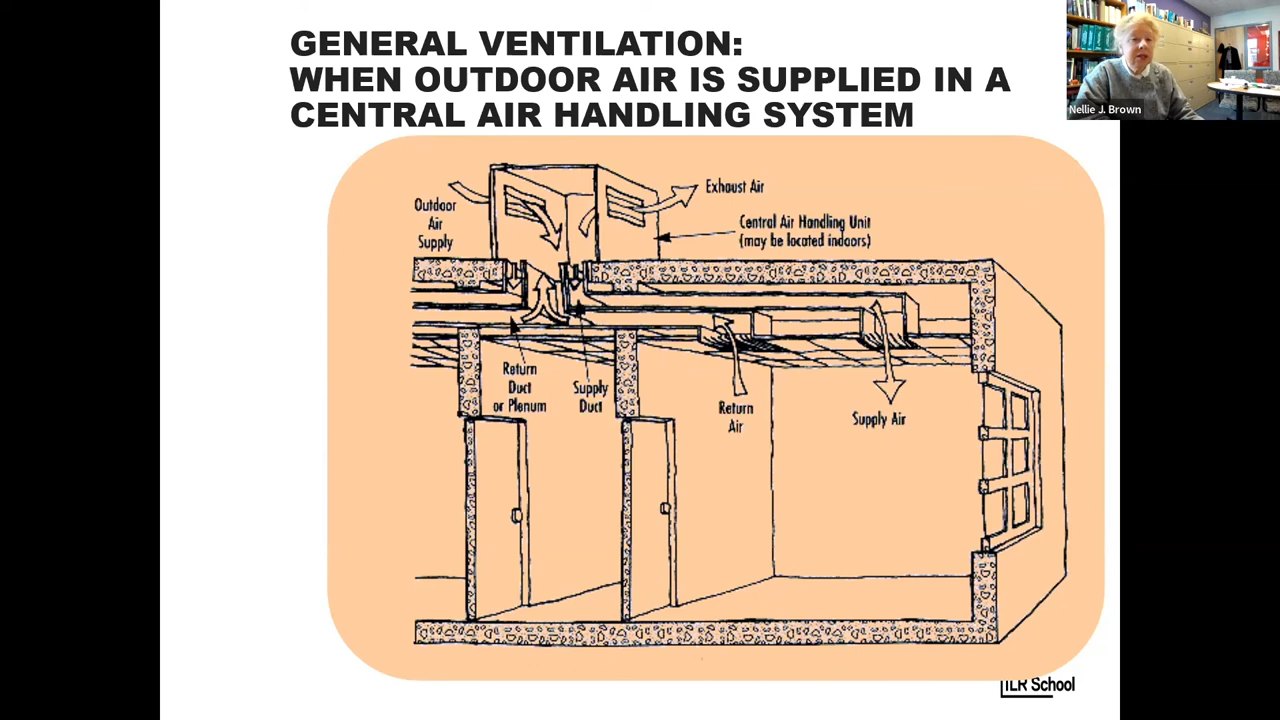 GENERAL VENTILATION:
WHEN OUTDOOR AIR IS SUPPLIED IN A
CENTRAL AIR HANDLING SYSTEM
Nellie J. Brown
Outdoor
Air
Supply
Exhaust Air
Central Air Handling Unit
(may be located indoors)
Return
Duct
or Plenum
Supply
Duct
Return
Air
Supply Air
ILR School